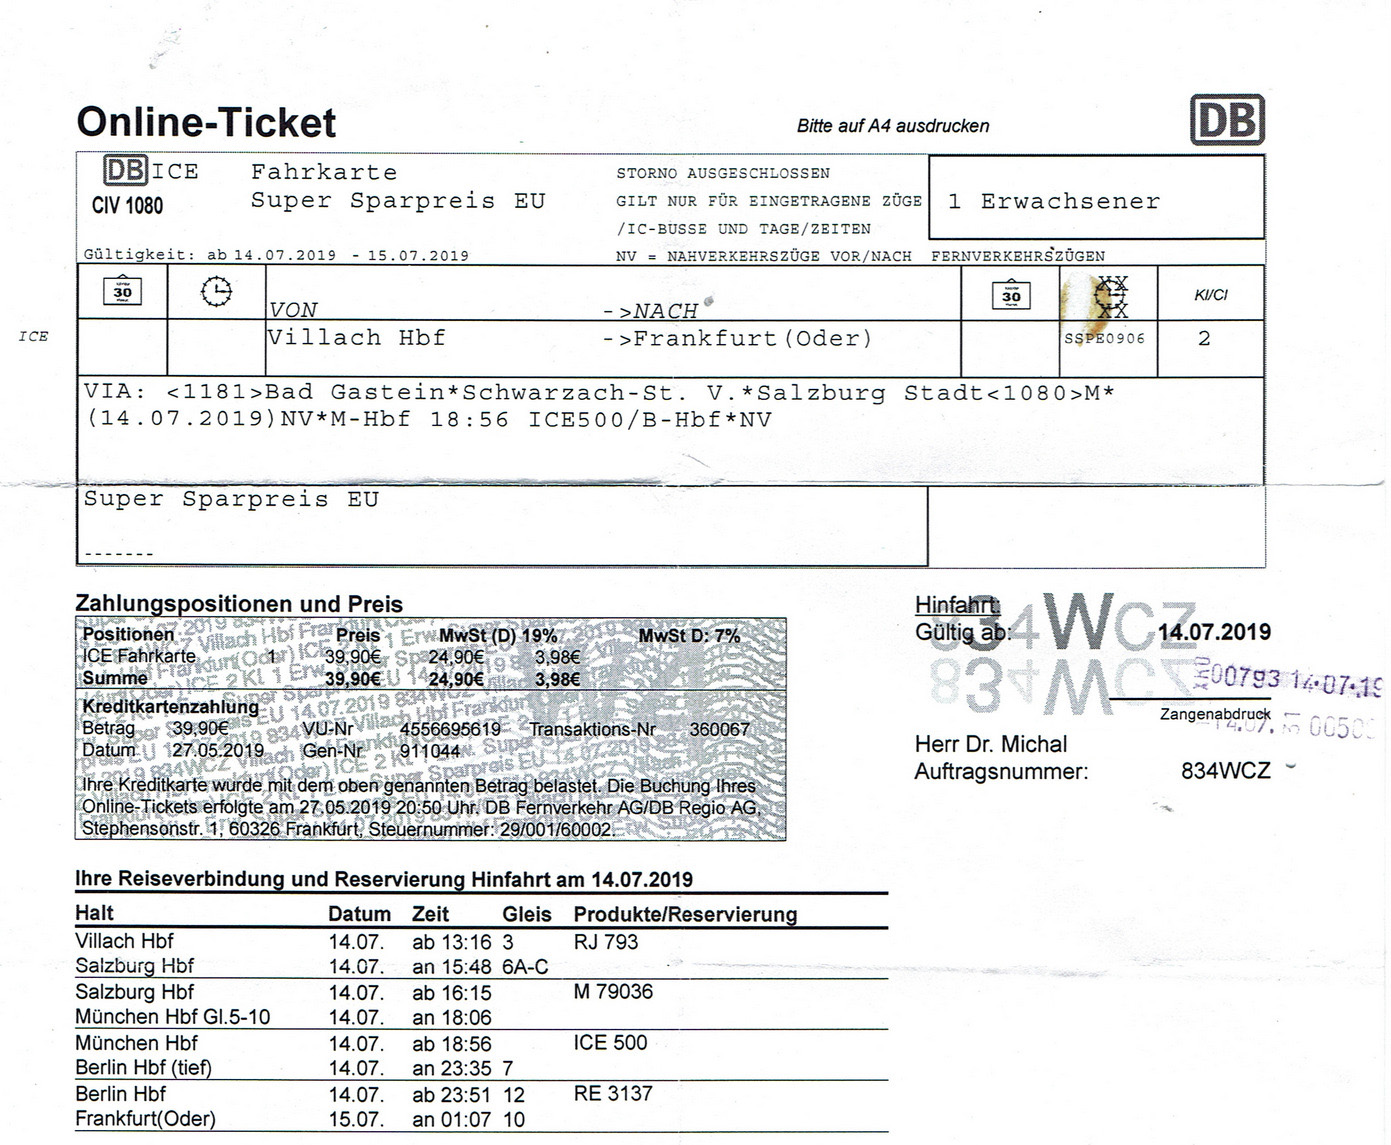 Online-Ticket
Bitte auf A4 ausdrucken
DB
DB ICE Fahrkarte STORNO AUSGESCHLOSSEN
CIV 1080 Super Sparpreis EU GILT NUR FÜR EINGETRAGENE ZÜGE 1 Erwachsener
/IC-BUSSE UND TAGE/ZEITEN
Gültigkeit: ab 14.07.2019 - 15.07.2019 NV = NAHVERKEHRSZÜGE VOR/NACH FERNVERKEHRSZÜGEN
30 30 XX KI/Cl
VON ->NACH XX
ICE Villach Hbf ->Frankfurt(Oder) SSPE0906 2
VIA: <1181>Bad Gastein*Schwarzach-St. V.*Salzburg Stadt<1080>M*
(14.07.2019)NV*M-Hbf 18:56 ICE500/B-Hbf*NV
Super Sparpreis EU
-------
Zahlungspositionen und Preis
Positionen Preis MwSt (D) 19% MwSt D: 7%
ICE Fahrkarte 1 39,90€ 24,90€ 3,98€
Summe 39,90€ 24,90€ 3,98€
Kreditkartenzahlung
Betrag 39,90€ VU-Nr 4556695619 Transaktions-Nr 360067
Datum 27.05.2019 Gen-Nr 911044
Ihre Kreditkarte wurde mit dem oben genannten Betrag belastet. Die Buchung Ihres
Online-Tickets erfolgte am 27.05.2019 20:50 Uhr. DB Fernverkehr AG/DB Regio AG,
Stephensonstr. 1, 60326 Frankfurt, Steuernummer: 29/001/60002.
Hinfahrt:
834WCZ
Gültig ab: 14.07.2019
834WCZ
00793 14.07.19
Zangenabdruck
Herr Dr. Michal
Auftragsnummer: 834WCZ
Ihre Reiseverbindung und Reservierung Hinfahrt am 14.07.2019
Halt Datum Zeit Gleis Produkte/Reservierung
Villach Hbf 14.07. ab 13:16 3 RJ 793
Salzburg Hbf 14.07. an 15:48 6A-C
Salzburg Hbf 14.07. ab 16:15 M 79036
München Hbf Gl.5-10 14.07. an 18:06
München Hbf 14.07. ab 18:56 ICE 500
Berlin Hbf (tief) 14.07. an 23:35 7
Berlin Hbf 14.07. ab 23:51 12 RE 3137
Frankfurt(Oder) 15.07. an 01:07 10